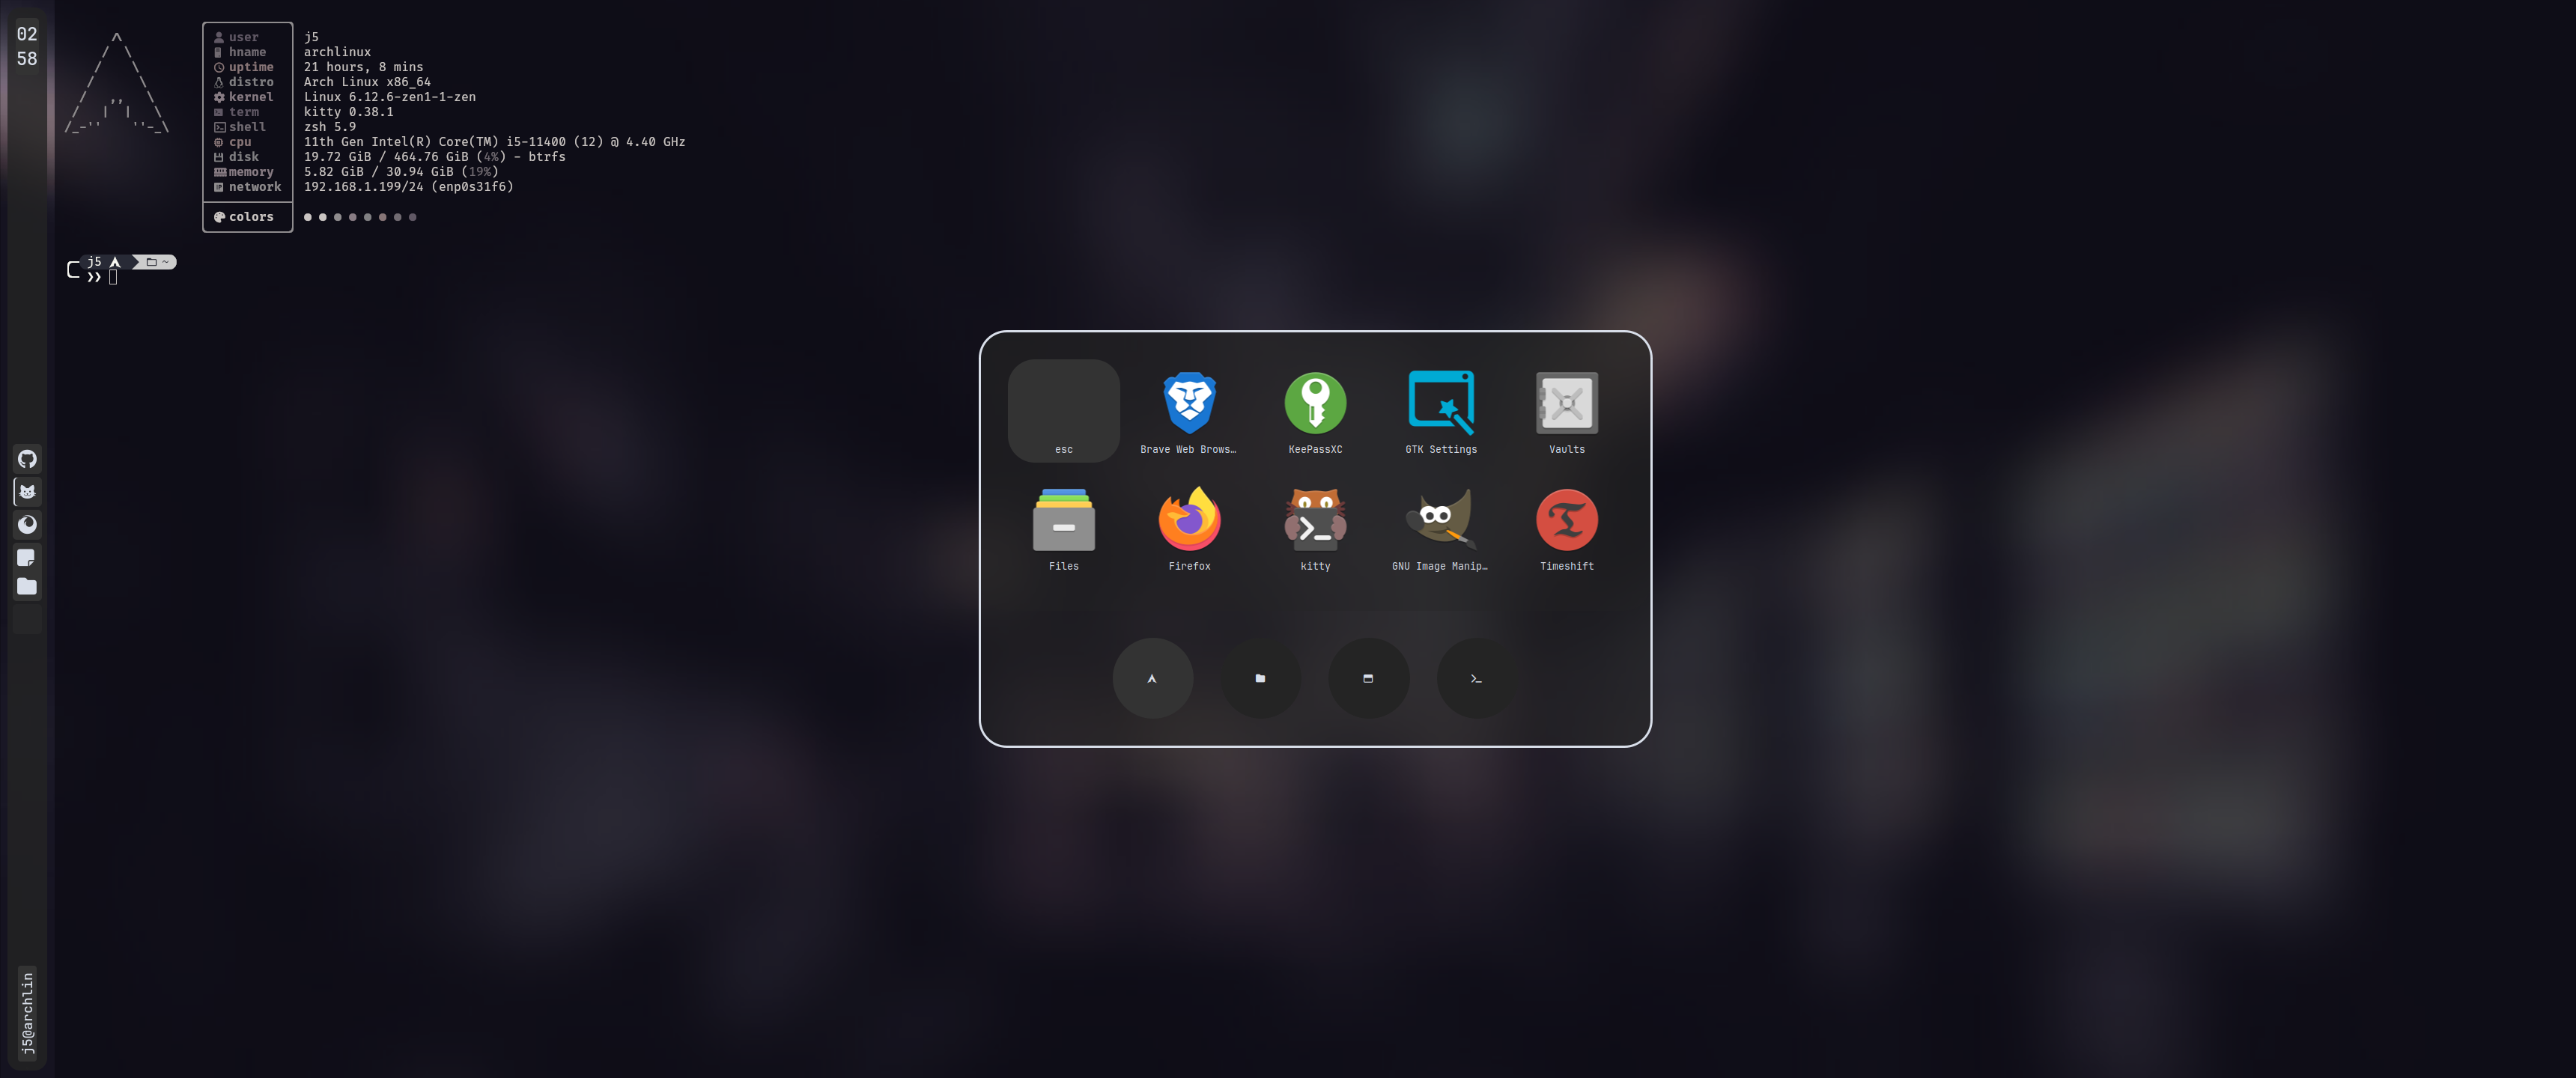 02
58
user j5
hname archlinux
uptime 21 hours, 8 mins
distro Arch Linux x86_64
kernel Linux 6.12.6-zen1-1-zen
term kitty 0.38.1
shell zsh 5.9
cpu 11th Gen Intel(R) Core(TM) i5-11400 (12) @ 4.40 GHz
disk 19.72 GiB / 464.76 GiB (4%) - btrfs
memory 5.82 GiB / 30.94 GiB (19%)
network 192.168.1.199/24 (enp0s31f6)
colors
j5 ~
❯❯
esc Brave Web Brows… KeePassXC GTK Settings Vaults
Files Firefox kitty GNU Image Manip… Timeshift
j5@archlin